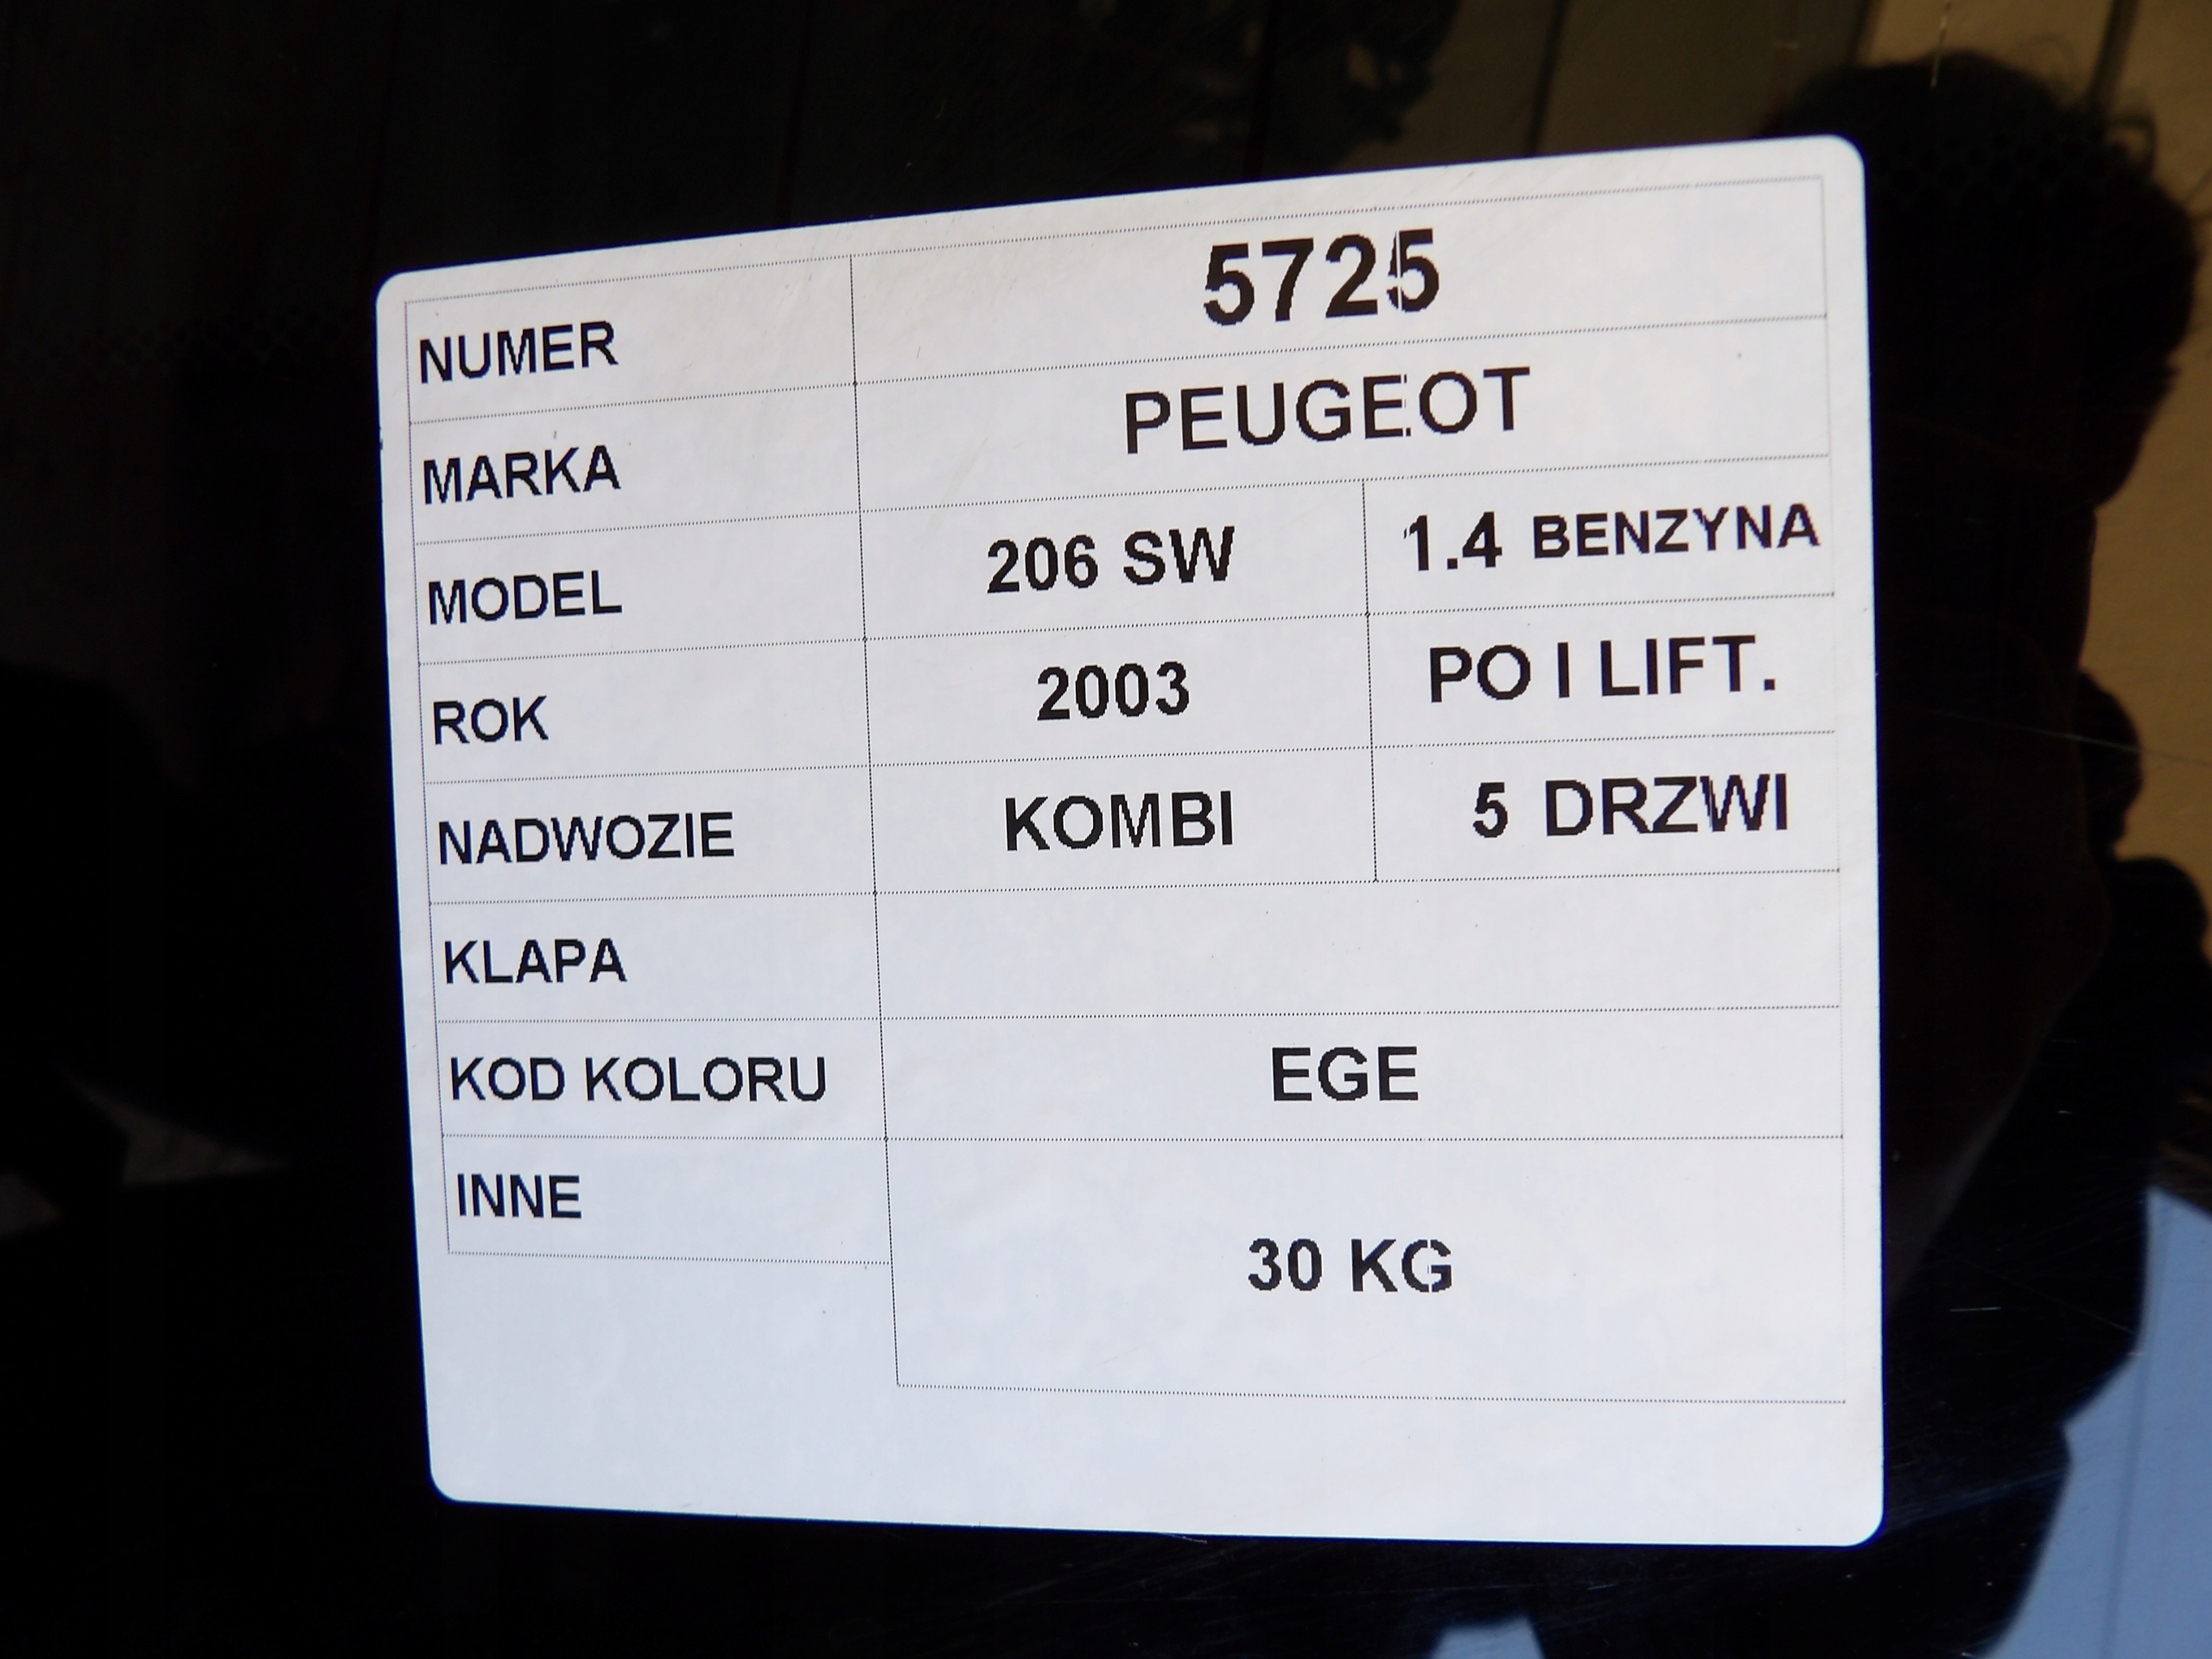 NUMER 5725
MARKA PEUGEOT
MODEL 206 SW 1.4 BENZYNA
ROK 2003 PO I LIFT.
NADWOZIE KOMBI 5 DRZWI
KLAPA
KOD KOLORU EGE
INNE
30 KG